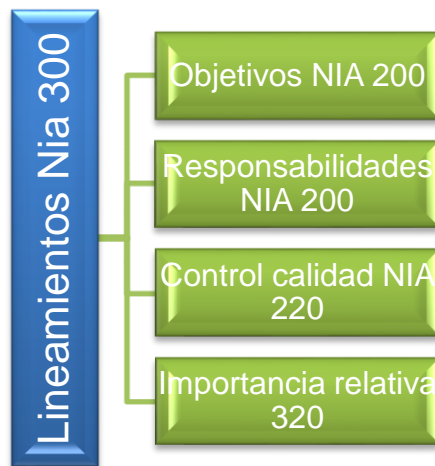 Lineamientos Nia 300
Objetivos NIA 200
Responsabilidades
NIA 200
Control calidad NIA
220
Importancia relativa
320